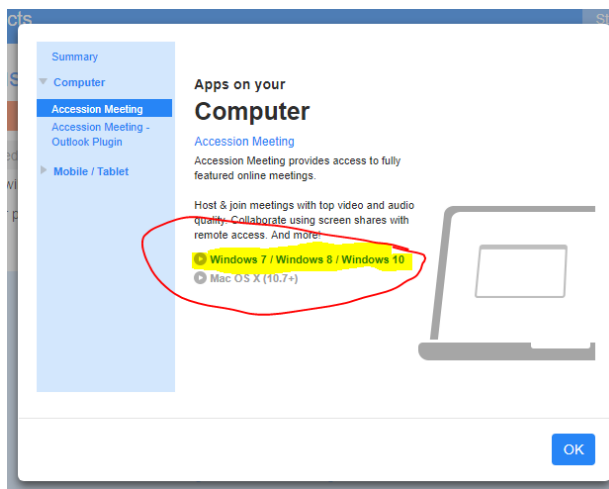 cts
St
Summary
Computer
Accession Meeting
Accession Meeting -
Outlook Plugin
Mobile / Tablet
Apps on your
Computer
Accession Meeting
Accession Meeting provides access to fully
featured online meetings.
Host & join meetings with top video and audio
quality. Collaborate using screen shares with
remote access. And more!
Windows 7 / Windows 8 / Windows 10
Mac OS X (10.7+)
OK